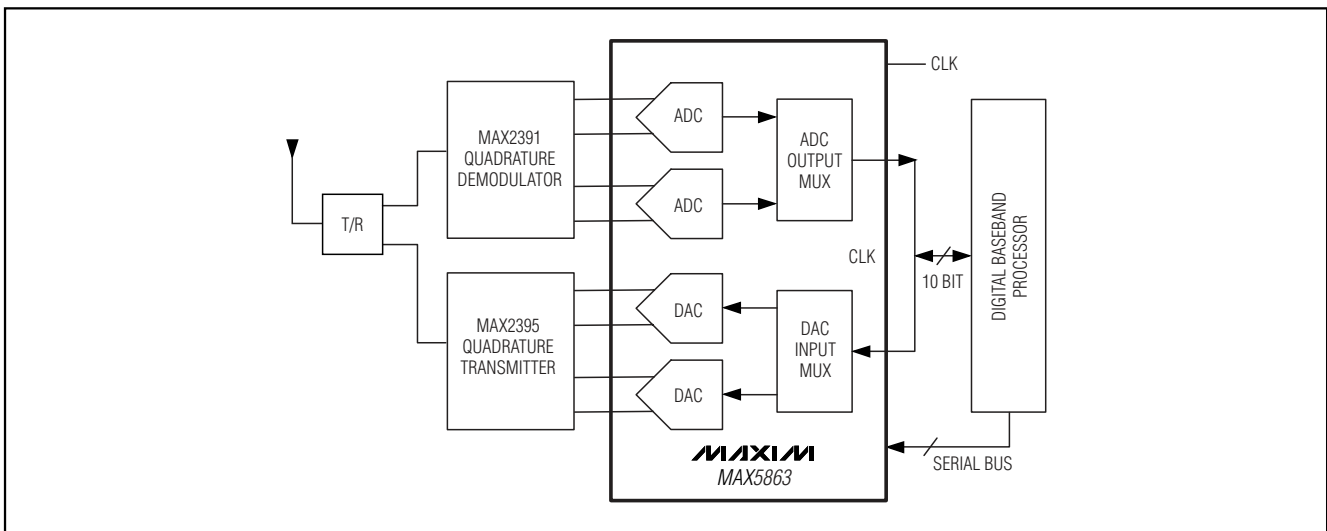 CLK
MAX2391
QUADRATURE
DEMODULATOR
ADC
ADC
OUTPUT
MUX
ADC
T/R
CLK
10 BIT
DIGITAL BASEBAND
PROCESSOR
MAX2395
QUADRATURE
TRANSMITTER
DAC
DAC
INPUT
MUX
DAC
MAXIM
MAX5863
SERIAL BUS